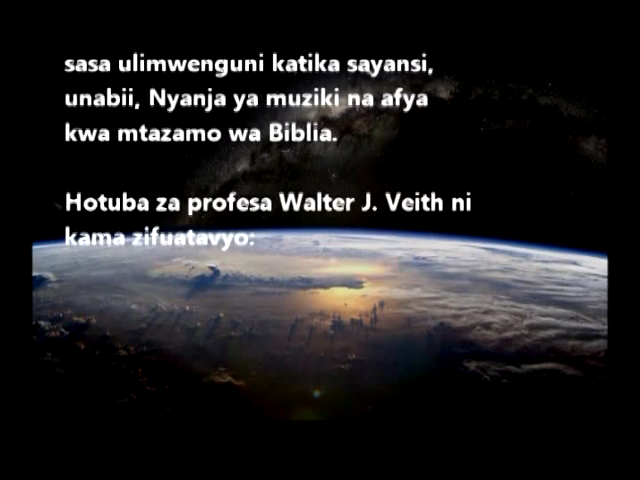 sasa ulimwenguni katika sayansi,
unabii, Nyanja ya muziki na afya
kwa mtazamo wa Biblia.
Hotuba za profesa Walter J. Veith ni
kama zifuatavyo: